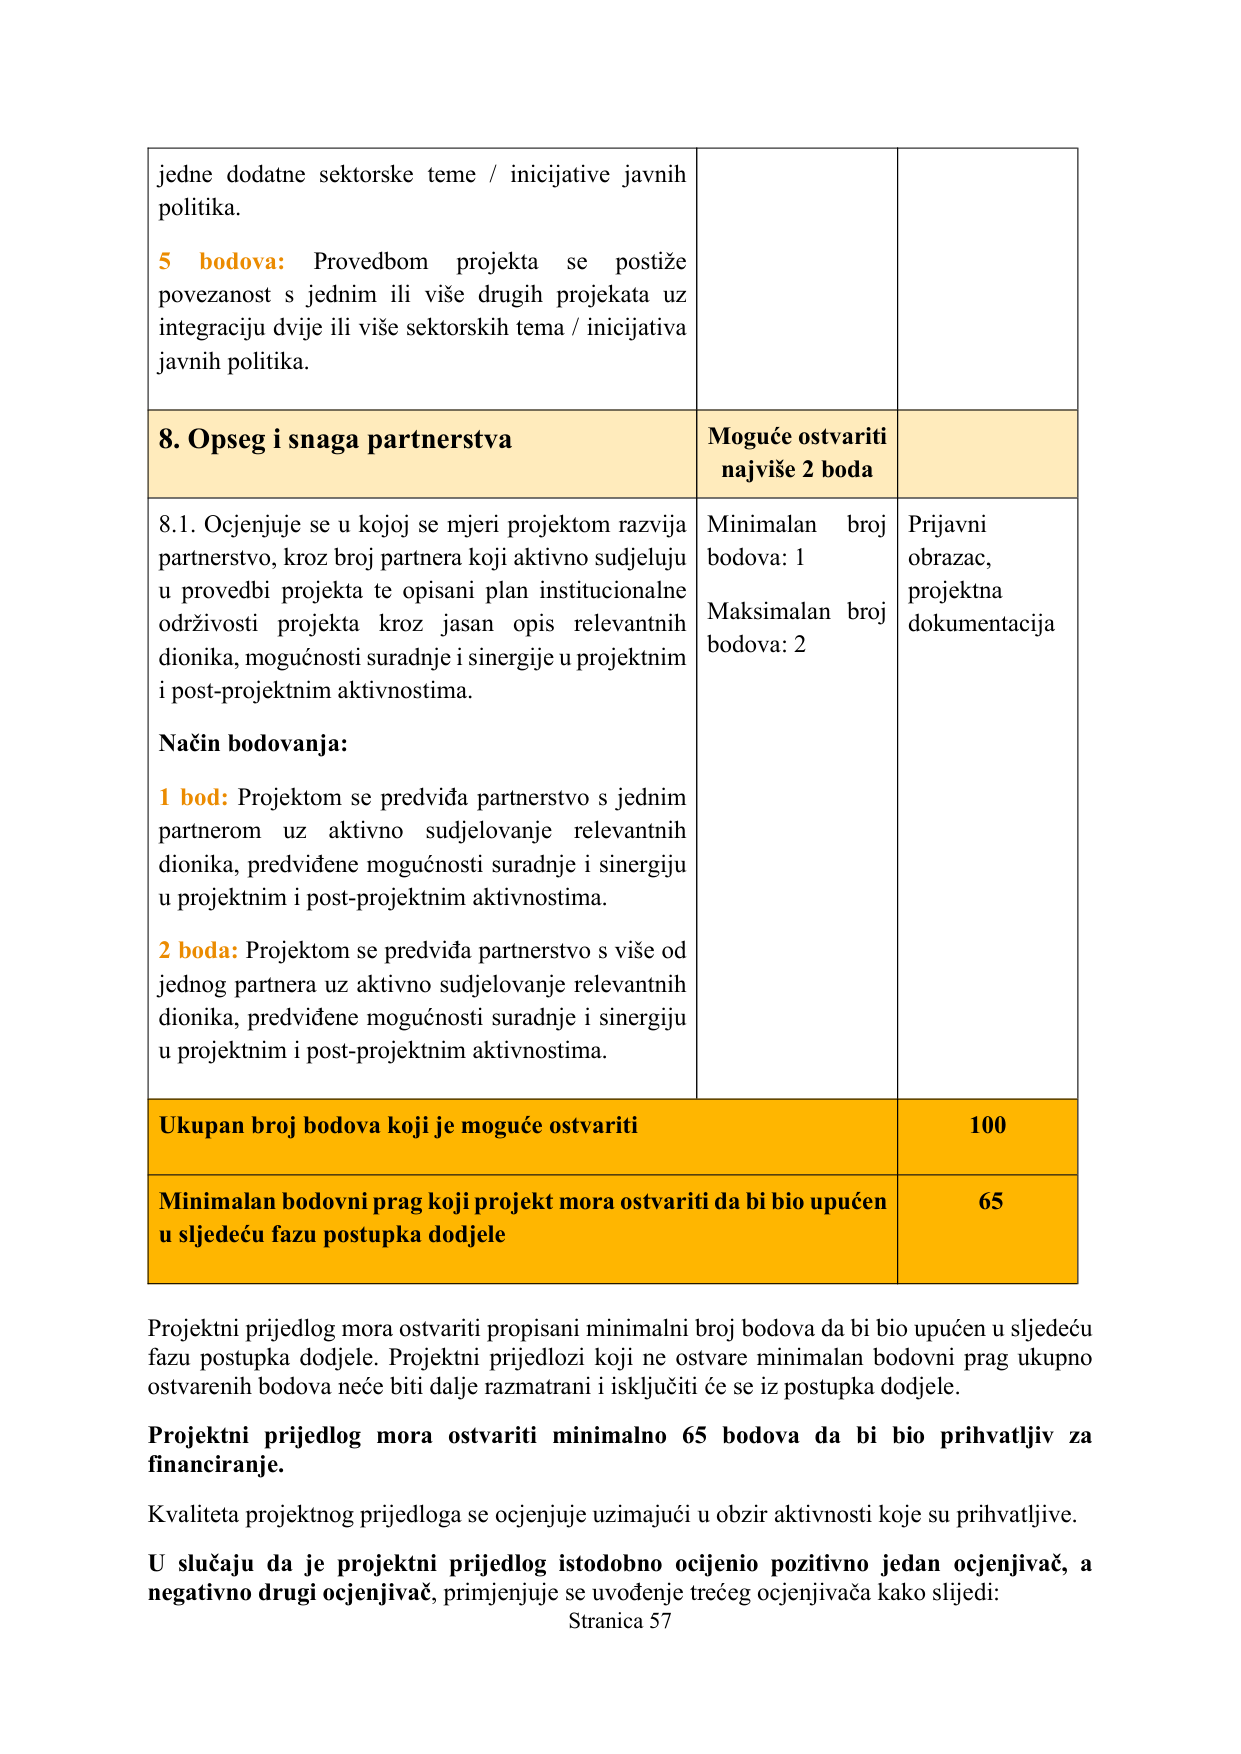 jedne dodatne sektorske teme / inicijative javnih
politika.
5 bodova: Provedbom projekta se postiže
povezanost s jednim ili više drugih projekata uz
integraciju dvije ili više sektorskih tema / inicijativa
javnih politika.
8. Opseg i snaga partnerstva
Moguće ostvariti
najviše 2 boda
8.1. Ocjenjuje se u kojoj se mjeri projektom razvija
partnerstvo, kroz broj partnera koji aktivno sudjeluju
u provedbi projekta te opisani plan institucionalne
održivosti projekta kroz jasan opis relevantnih
dionika, mogućnosti suradnje i sinergije u projektnim
i post-projektnim aktivnostima.
Način bodovanja:
1 bod: Projektom se predviđa partnerstvo s jednim
partnerom uz aktivno sudjelovanje relevantnih
dionika, predviđene mogućnosti suradnje i sinergiju
u projektnim i post-projektnim aktivnostima.
2 boda: Projektom se predviđa partnerstvo s više od
jednog partnera uz aktivno sudjelovanje relevantnih
dionika, predviđene mogućnosti suradnje i sinergiju
u projektnim i post-projektnim aktivnostima.
Minimalan broj
bodova: 1
Maksimalan broj
bodova: 2
Prijavni
obrazac,
projektna
dokumentacija
Ukupan broj bodova koji je moguće ostvariti
100
Minimalan bodovni prag koji projekt mora ostvariti da bi bio upućen
u sljedeću fazu postupka dodjele
65
Projektni prijedlog mora ostvariti propisani minimalni broj bodova da bi bio upućen u sljedeću
fazu postupka dodjele. Projektni prijedlozi koji ne ostvare minimalan bodovni prag ukupno
ostvarenih bodova neće biti dalje razmatrani i isključiti će se iz postupka dodjele.
Projektni prijedlog mora ostvariti minimalno 65 bodova da bi bio prihvatljiv za
financiranje.
Kvaliteta projektnog prijedloga se ocjenjuje uzimajući u obzir aktivnosti koje su prihvatljive.
U slučaju da je projektni prijedlog istodobno ocijenio pozitivno jedan ocjenjivač, a
negativno drugi ocjenjivač, primjenjuje se uvođenje trećeg ocjenjivača kako slijedi:
Stranica 57